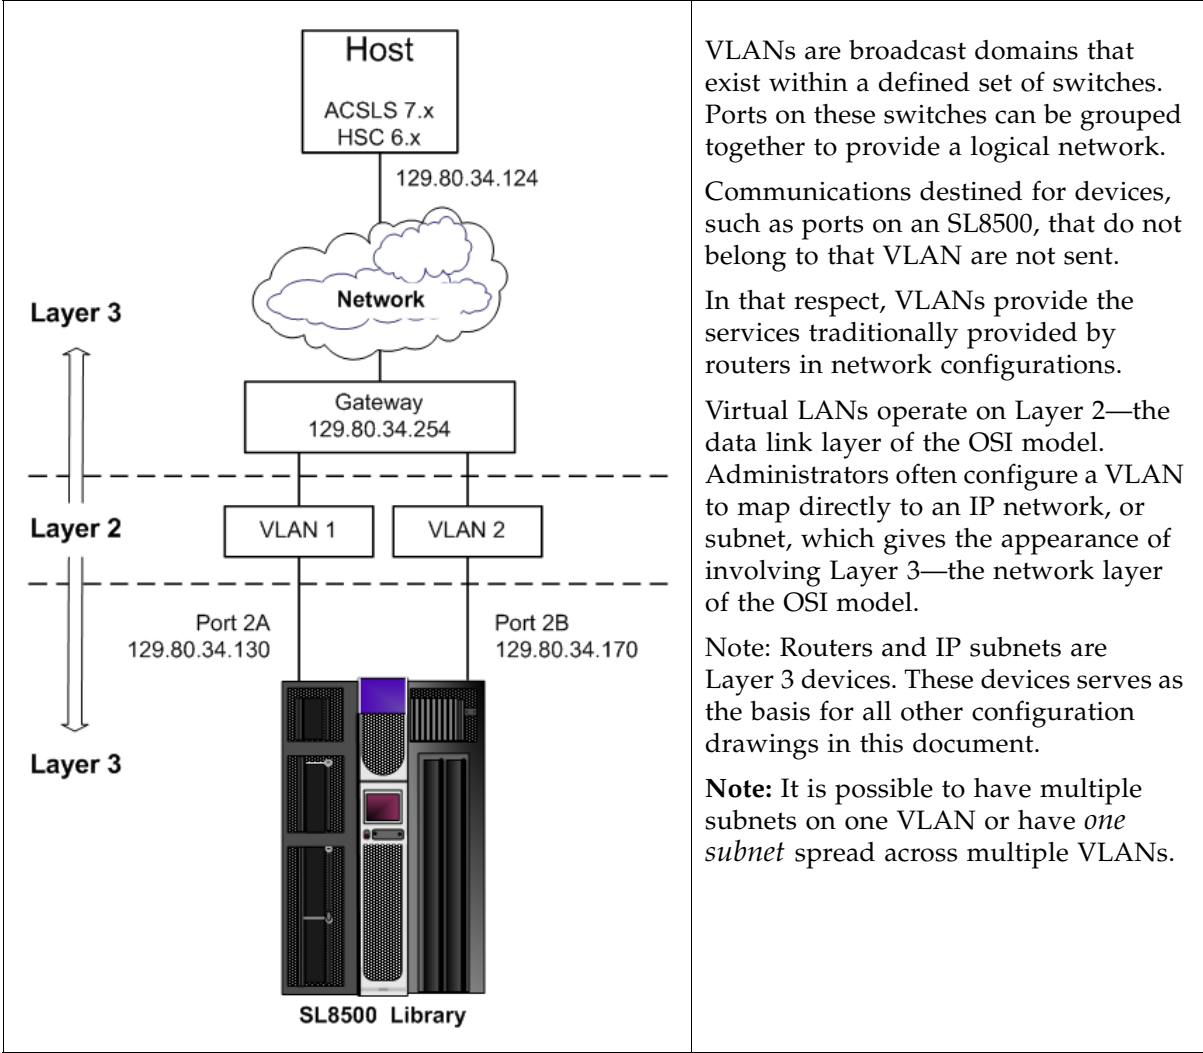 Host
ACSLS 7.x
HSC 6.x
129.80.34.124
Network
Layer 3
Gateway
129.80.34.254
Layer 2
VLAN 1
VLAN 2
Port 2A
129.80.34.130
Port 2B
129.80.34.170
Layer 3
SL8500 Library
VLANs are broadcast domains that
exist within a defined set of switches.
Ports on these switches can be grouped
together to provide a logical network.
Communications destined for devices,
such as ports on an SL8500, that do not
belong to that VLAN are not sent.
In that respect, VLANs provide the
services traditionally provided by
routers in network configurations.
Virtual LANs operate on Layer 2—the
data link layer of the OSI model.
Administrators often configure a VLAN
to map directly to an IP network, or
subnet, which gives the appearance of
involving Layer 3—the network layer
of the OSI model.
Note: Routers and IP subnets are
Layer 3 devices. These devices serves as
the basis for all other configuration
drawings in this document.
Note: It is possible to have multiple
subnets on one VLAN or have one
subnet spread across multiple VLANs.